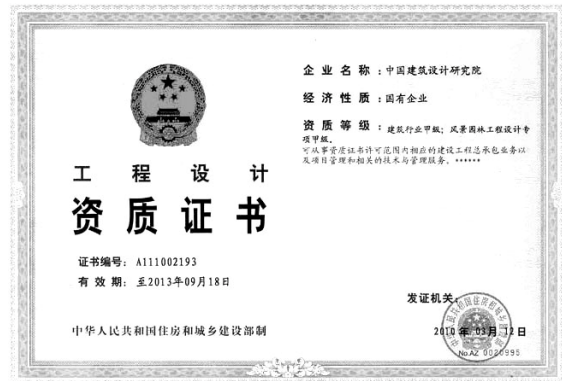 工程设计
资质证书
证书编号: A111002193
有 效 期: 至2013年09月18日
中华人民共和国住房和城乡建设部制
企 业 名 称 : 中国建筑设计研究院
经 济 性 质 : 国有企业
资 质 等 级 : 建筑行业甲级; 风景园林工程设计专
项甲级。
可从事资质证书许可范围内相应的建设工程总承包业务以
及项目管理和相关的技术与管理服务。******
发证机关:
2010 年 03月 12 日
No.AZ 0020995